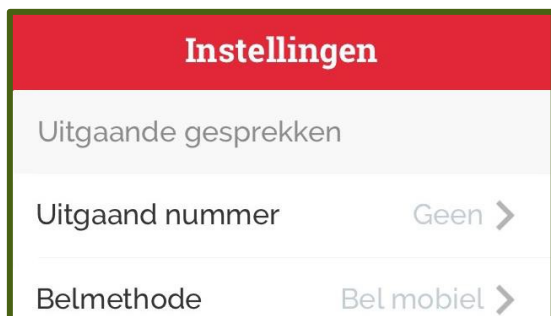 Instellingen
Uitgaande gesprekken
Uitgaand nummer Geen
Belmethode Bel mobiel